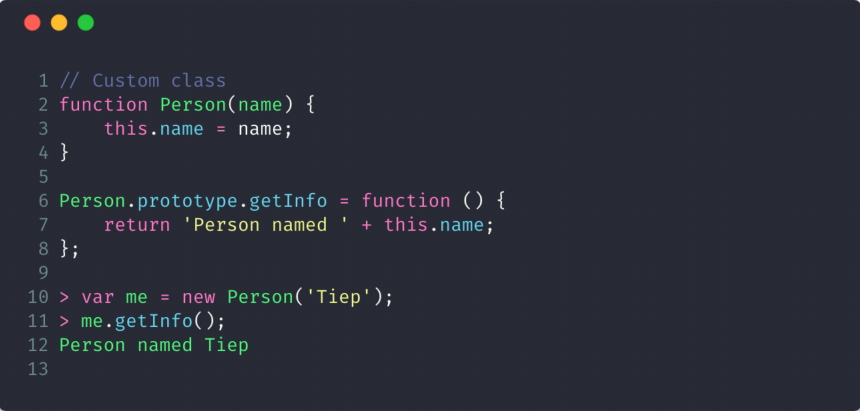 1 // Custom class
2 function Person(name) {
3     this.name = name;
4 }
5
6 Person.prototype.getInfo = function () {
7     return 'Person named ' + this.name;
8 };
9
10 > var me = new Person('Tiep');
11 > me.getInfo();
12 Person named Tiep
13